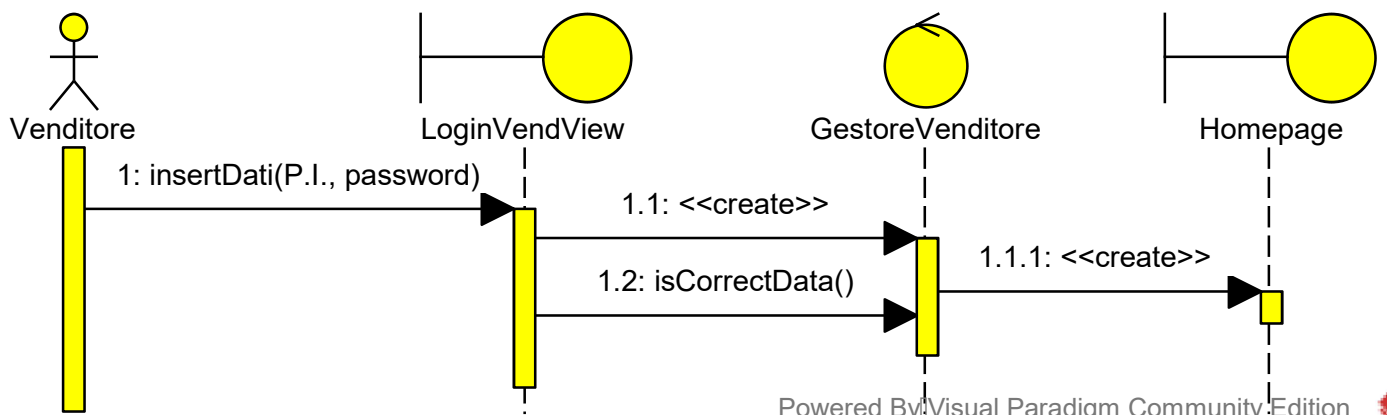 Venditore
LoginVendView
GestoreVenditore
Homepage
1: insertDati(P.I., password)
1.1: <<create>>
1.1.1: <<create>>
1.2: isCorrectData()
Powered By Visual Paradigm Community Edition